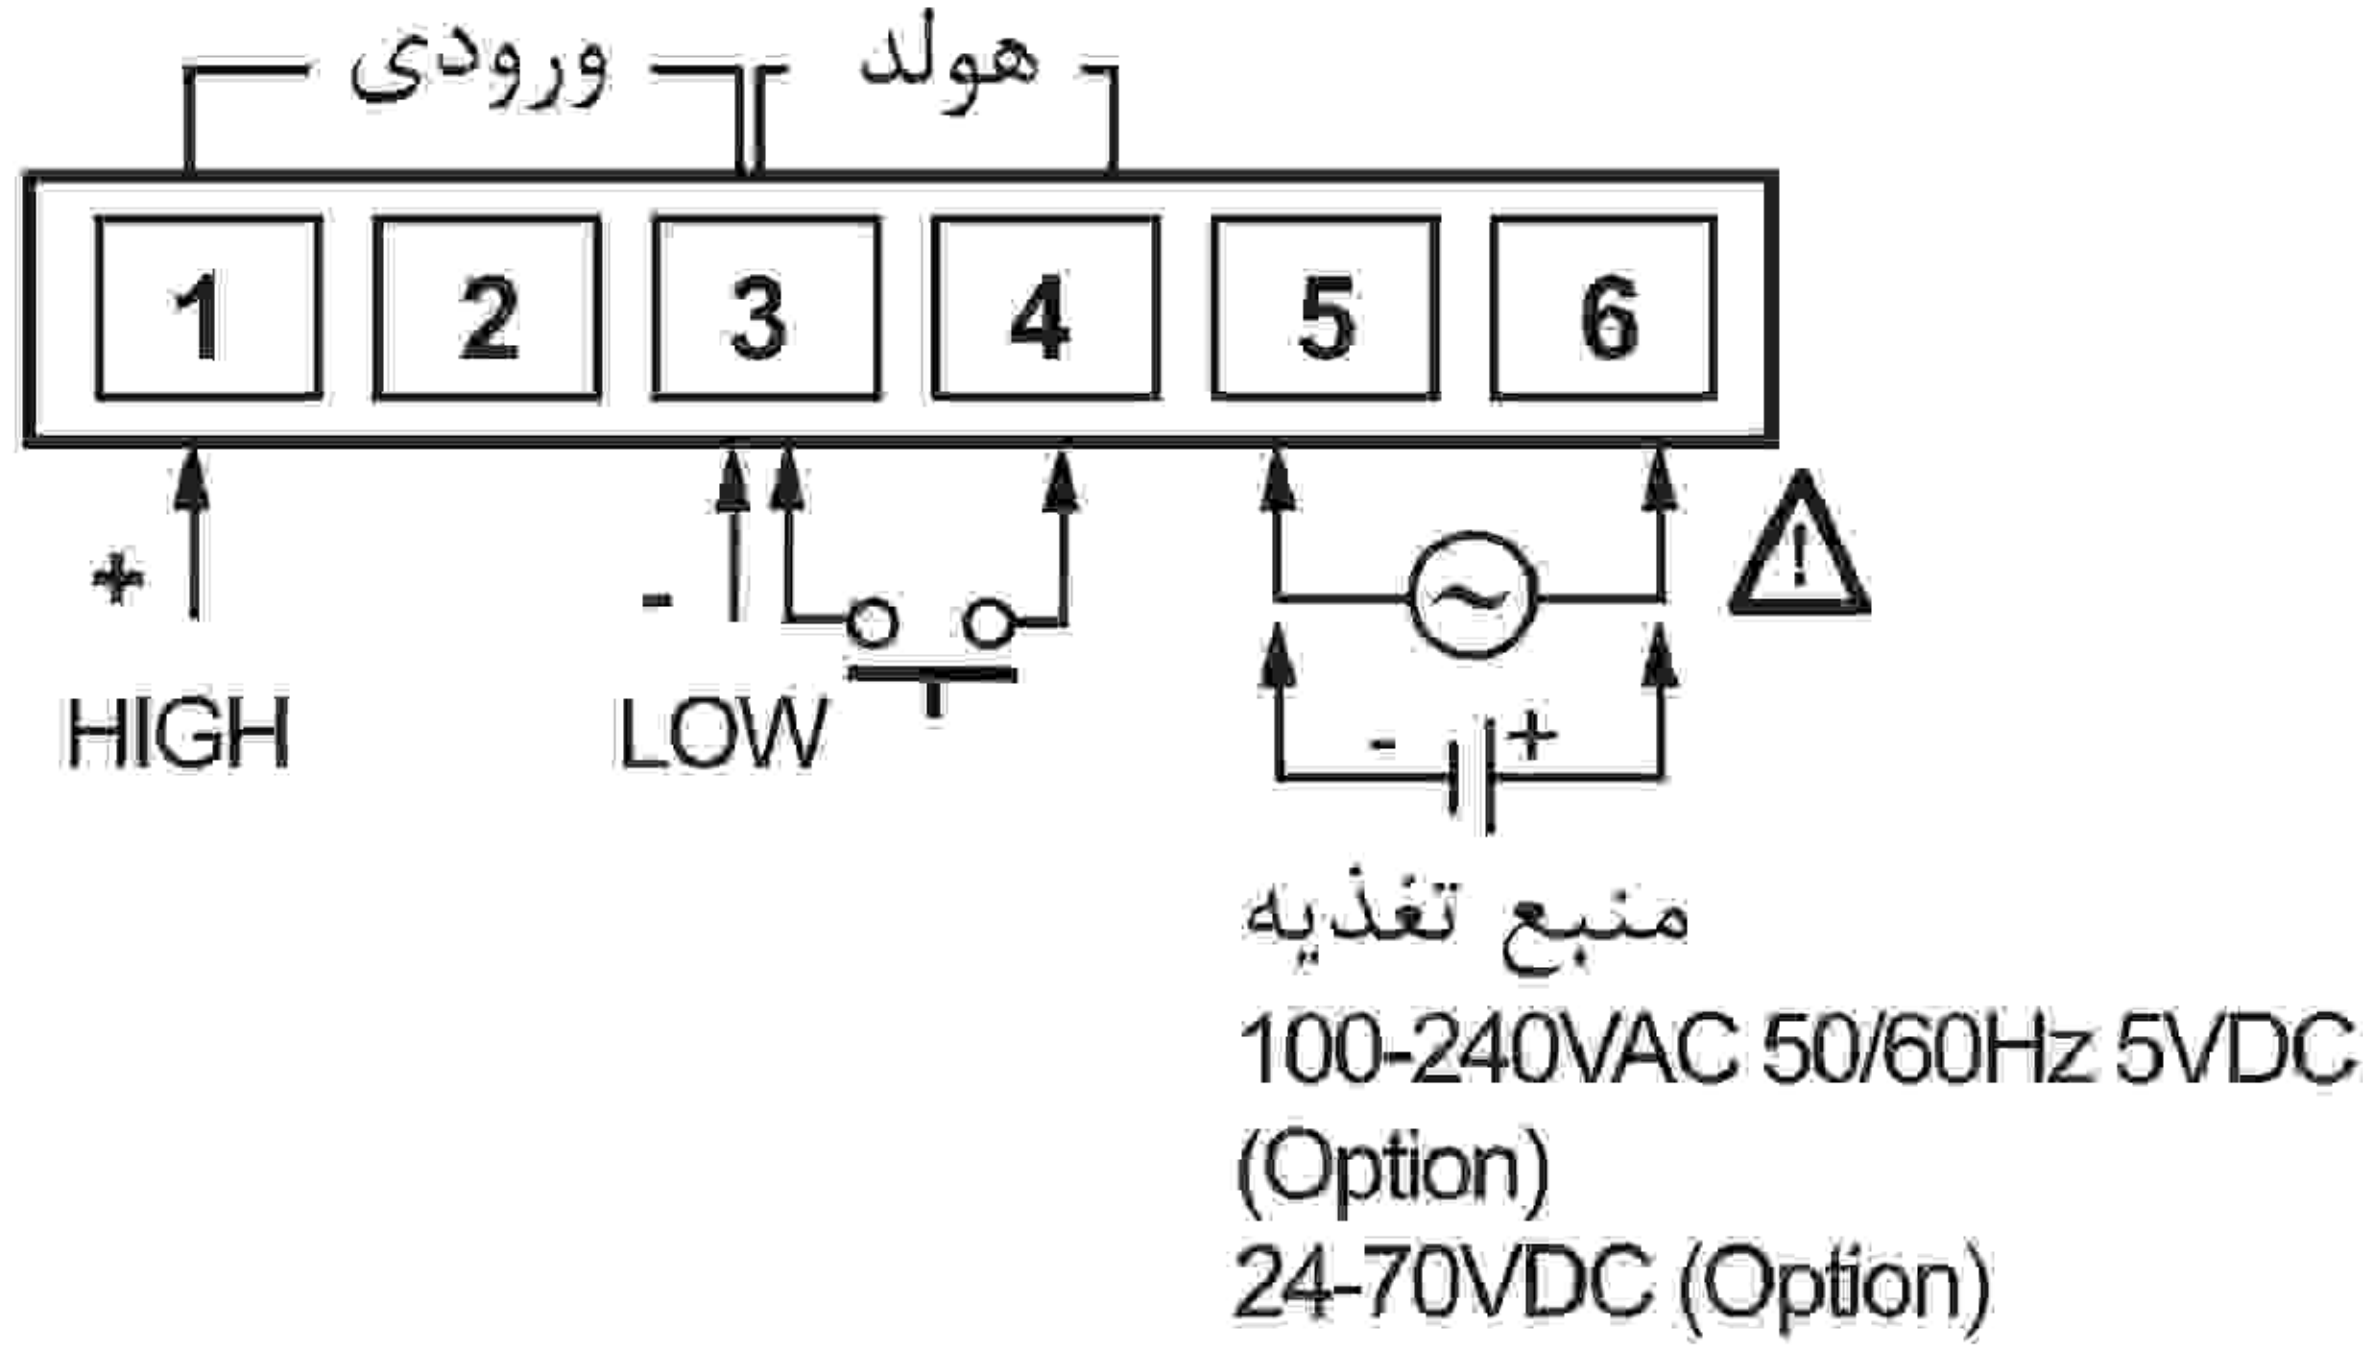 ورودی هولد
1 2 3 4 5 6
+ -
HIGH LOW
- +
منبع تغذیه
100-240VAC 50/60Hz 5VDC
(Option)
24-70VDC (Option)